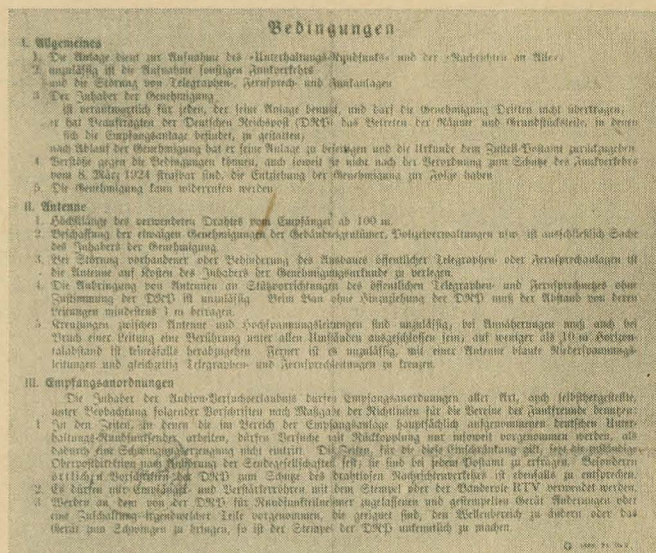 Bedingungen
I. Allgemeines
1. Die Anlage dient zur Aufnahme des »Unterhaltungs-Rundfunks« und der »Nachrichten an Alle«;
2. unzulässig ist die Aufnahme sonstigen Funkverkehrs
und die Störung von Telegraphen-, Fernsprech- und Funkanlagen
3. Der Inhaber der Genehmigung
ist verantwortlich für jeden, der seine Anlage benutzt, und darf die Genehmigung Dritten nicht übertragen;
er hat Beauftragten der Deutschen Reichspost (DRP) das Betreten der Räume und Grundstücksteile, in denen
sich die Empfangsanlage befindet, zu gestatten;
nach Ablauf der Genehmigung hat er seine Anlage zu beseitigen und die Urkunde dem Zustell-Postamt zurückzugeben
4. Verstöße gegen die Bedingungen können, auch soweit sie nicht nach der Verordnung zum Schutze des Funkverkehrs
vom 8. März 1924 strafbar sind, die Entziehung der Genehmigung zur Folge haben
5. Die Genehmigung kann widerrufen werden
II. Antenne
1. Höchstlänge des verwendeten Drahtes vom Empfänger ab 100 m.
2. Beschaffung der etwaigen Genehmigungen der Gebäudeeigentümer, Polizeiverwaltungen usw. ist ausschließlich Sache
des Inhabers der Genehmigung
3. Bei Störung vorhandener oder Behinderung des Ausbaues öffentlicher Telegraphen- oder Fernsprechanlagen ist
die Antenne auf Kosten des Inhabers der Genehmigungsurkunde zu verlegen.
4. Die Anbringung von Antennen an Stützvorrichtungen des öffentlichen Telegraphen- und Fernsprechnetzes ohne
Zustimmung der DRP ist unzulässig. Beim Bau ohne Hinzuziehung der DRP muß der Abstand von deren
Leitungen mindestens 1 m betragen.
5. Kreuzungen zwischen Antenne und Hochspannungsleitungen sind unzulässig; bei Annäherungen muß auch bei
Bruch einer Leitung eine Berührung unter allen Umständen ausgeschlossen sein; auf weniger als 10 m Horizon-
talabstand ist keinesfalls herabzugehen. Ferner ist es unzulässig, mit einer Antenne blanke Niederspannungs-
leitungen und gleichzeitig Telegraphen- und Fernsprechleitungen zu kreuzen.
III. Empfangsanordnungen
Die Inhaber der Audion-Versuchserlaubnis dürfen Empfangsanordnungen aller Art, auch selbsthergestellte,
unter Beobachtung folgender Vorschriften nach Maßgabe der Richtlinien für die Vereine der Funkfreunde benutzen:
1. In den Zeiten, in denen die im Bereich der Empfangsanlage hauptsächlich aufgenommenen deutschen Unter-
haltungs-Rundfunksender arbeiten, dürfen Versuche mit Rückkopplung nur insoweit vorgenommen werden, als
dadurch eine Schwingungserzeugung nicht eintritt. Die Zeiten, für die diese Einschränkung gilt, setzt die zuständige
Oberpostdirektion nach Anhörung der Sendegesellschaften fest; sie sind bei jedem Postamt zu erfragen. Besonderen
örtlichen Vorschriften der DRP zum Schutze des drahtlosen Nachrichtenverkehrs ist ebenfalls zu entsprechen.
2. Es dürfen nur Empfangs- und Verstärkerröhren mit dem Stempel oder der Banderole RTV verwendet werden.
3. Werden an dem von der DRP für Rundfunkteilnehmer zugelassenen und gestempelten Gerät Änderungen oder
eine Zuschaltung irgendwelcher Teile vorgenommen, die geeignet sind, den Wellenbereich zu ändern oder das
Gerät zum Schwingen zu bringen, so ist der Stempel der DRP unkenntlich zu machen.